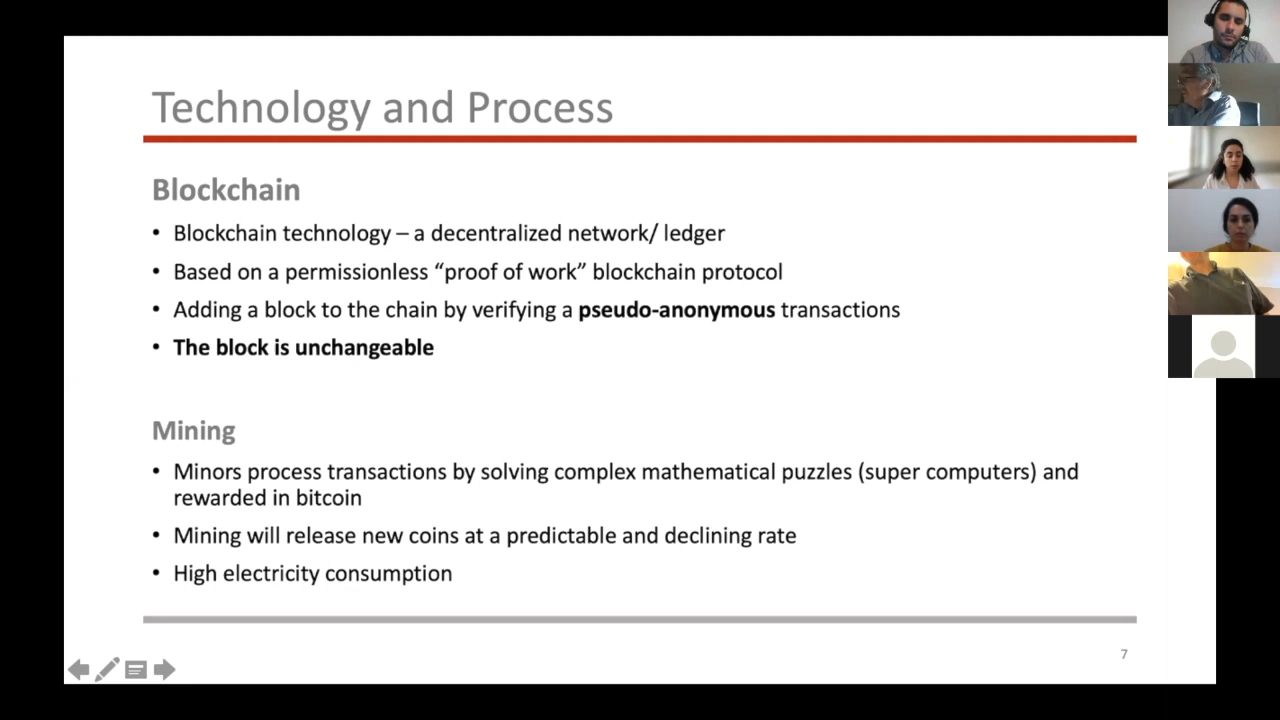 Technology and Process
Blockchain
• Blockchain technology – a decentralized network/ ledger
• Based on a permissionless “proof of work” blockchain protocol
• Adding a block to the chain by verifying a pseudo-anonymous transactions
• The block is unchangeable
Mining
• Minors process transactions by solving complex mathematical puzzles (super computers) and
rewarded in bitcoin
• Mining will release new coins at a predictable and declining rate
• High electricity consumption
7